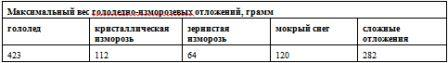 Максимальный вес гололедно-изморозевых отложений, грамм
гололед кристаллическая изморозь зернистая изморозь мокрый снег сложные отложения
423 112 64 120 282